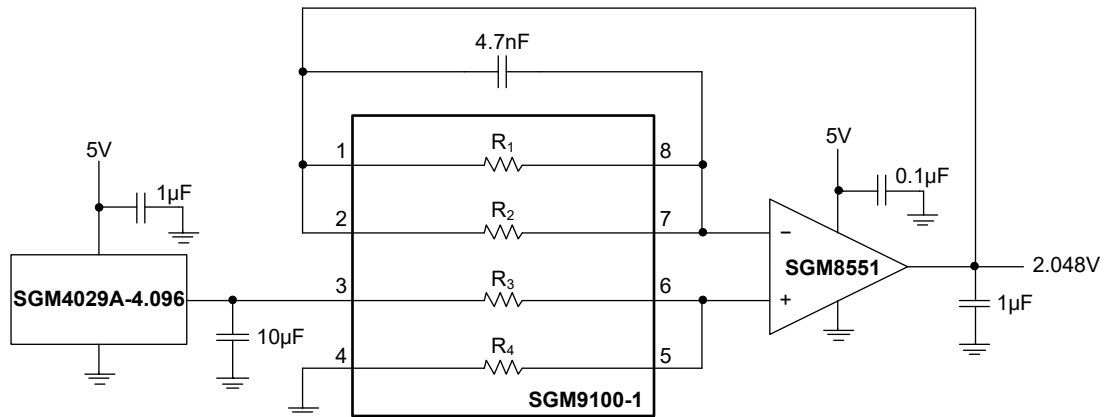 4.7nF
1
R1
8
5V
1µF
5V
0.1µF
2
R2
7
−
SGM8551
SGM4029A-4.096
2.048V
3
R3
6
+
10µF
1µF
4
R4
5
SGM9100-1